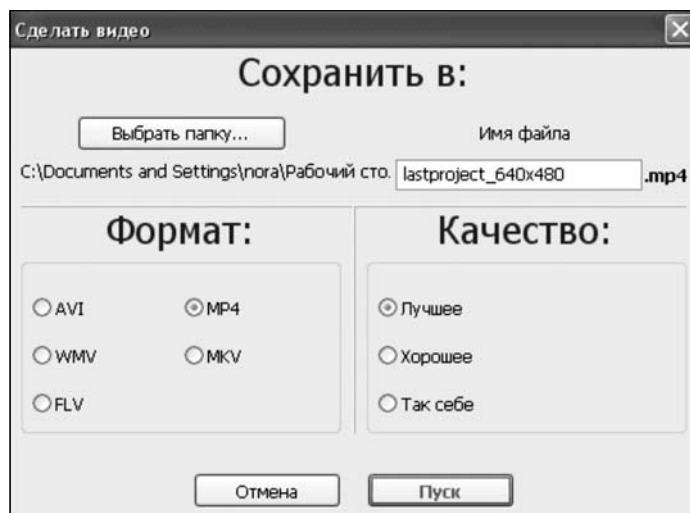 Сделать видео
Сохранить в:
Выбрать папку...
Имя файла
C:\Documents and Settings\nora\Рабочий сто. lastproject_640x480 .mp4
Формат:
Качество:
AVI
MP4
Лучшее
WMV
MKV
Хорошее
FLV
Так себе
Отмена
Пуск